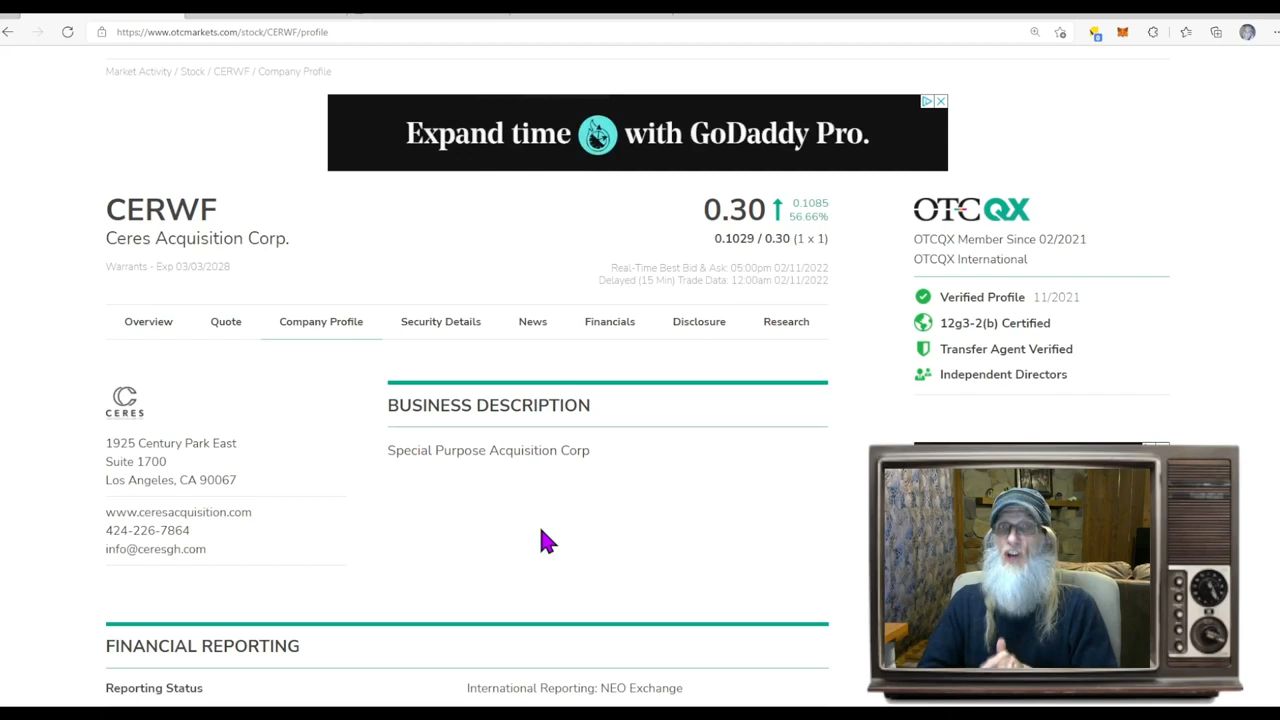 https://www.otcmarkets.com/stock/CERWF/profile
Market Activity / Stock / CERWF / Company Profile
Expand time with GoDaddy Pro.
CERWF
Ceres Acquisition Corp.
Warrants - Exp 03/03/2028
0.30
0.1085
56.66%
0.1029 / 0.30 (1 x 1)
Real-Time Best Bid & Ask: 05:00pm 02/11/2022
Delayed (15 Min) Trade Data: 12:00am 02/11/2022
OTCQX
OTCQX Member Since 02/2021
OTCQX International
Verified Profile 11/2021
12g3-2(b) Certified
Transfer Agent Verified
Independent Directors
Overview Quote Company Profile Security Details News Financials Disclosure Research
CERES
1925 Century Park East
Suite 1700
Los Angeles, CA 90067
www.ceresacquisition.com
424-226-7864
info@ceresgh.com
BUSINESS DESCRIPTION
Special Purpose Acquisition Corp
FINANCIAL REPORTING
Reporting Status International Reporting: NEO Exchange